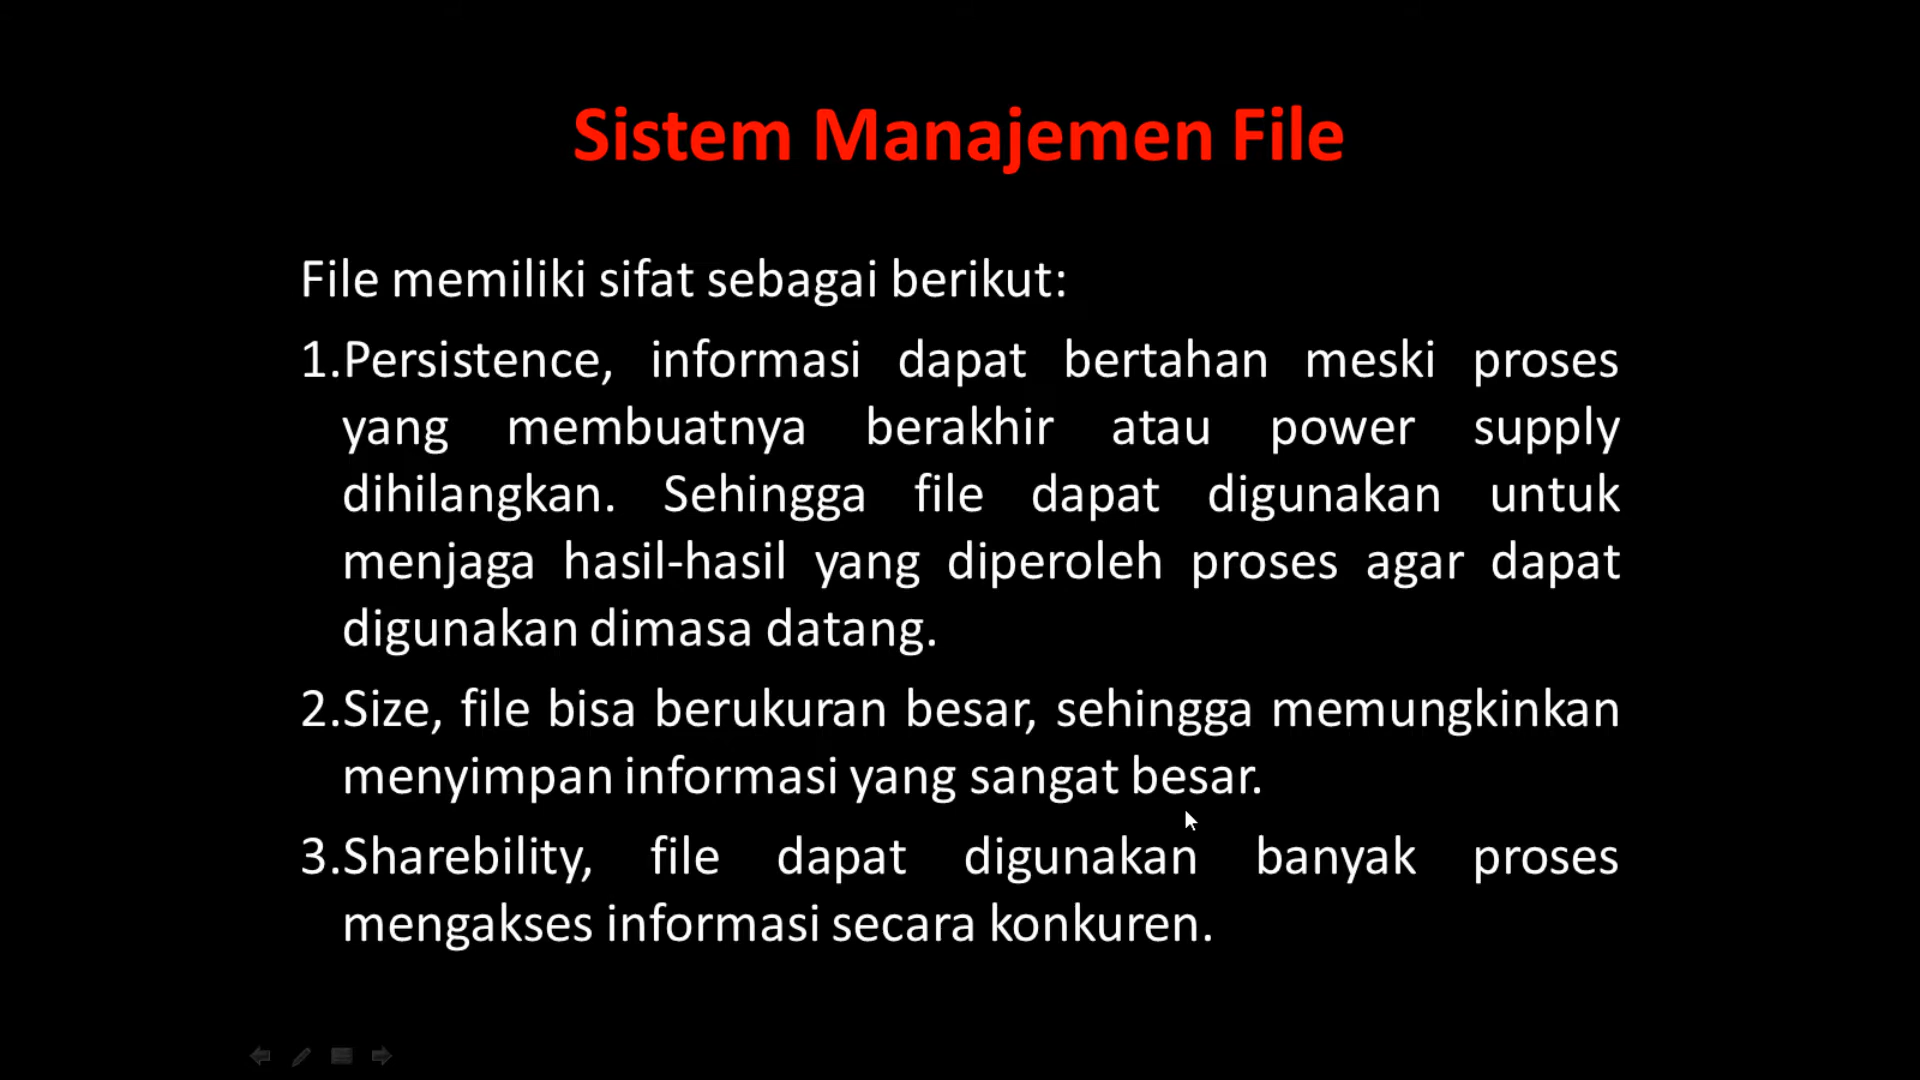 Sistem Manajemen File
File memiliki sifat sebagai berikut:
1.Persistence, informasi dapat bertahan meski proses
yang membuatnya berakhir atau power supply
dihilangkan. Sehingga file dapat digunakan untuk
menjaga hasil-hasil yang diperoleh proses agar dapat
digunakan dimasa datang.
2.Size, file bisa berukuran besar, sehingga memungkinkan
menyimpan informasi yang sangat besar.
3.Sharebility, file dapat digunakan banyak proses
mengakses informasi secara konkuren.